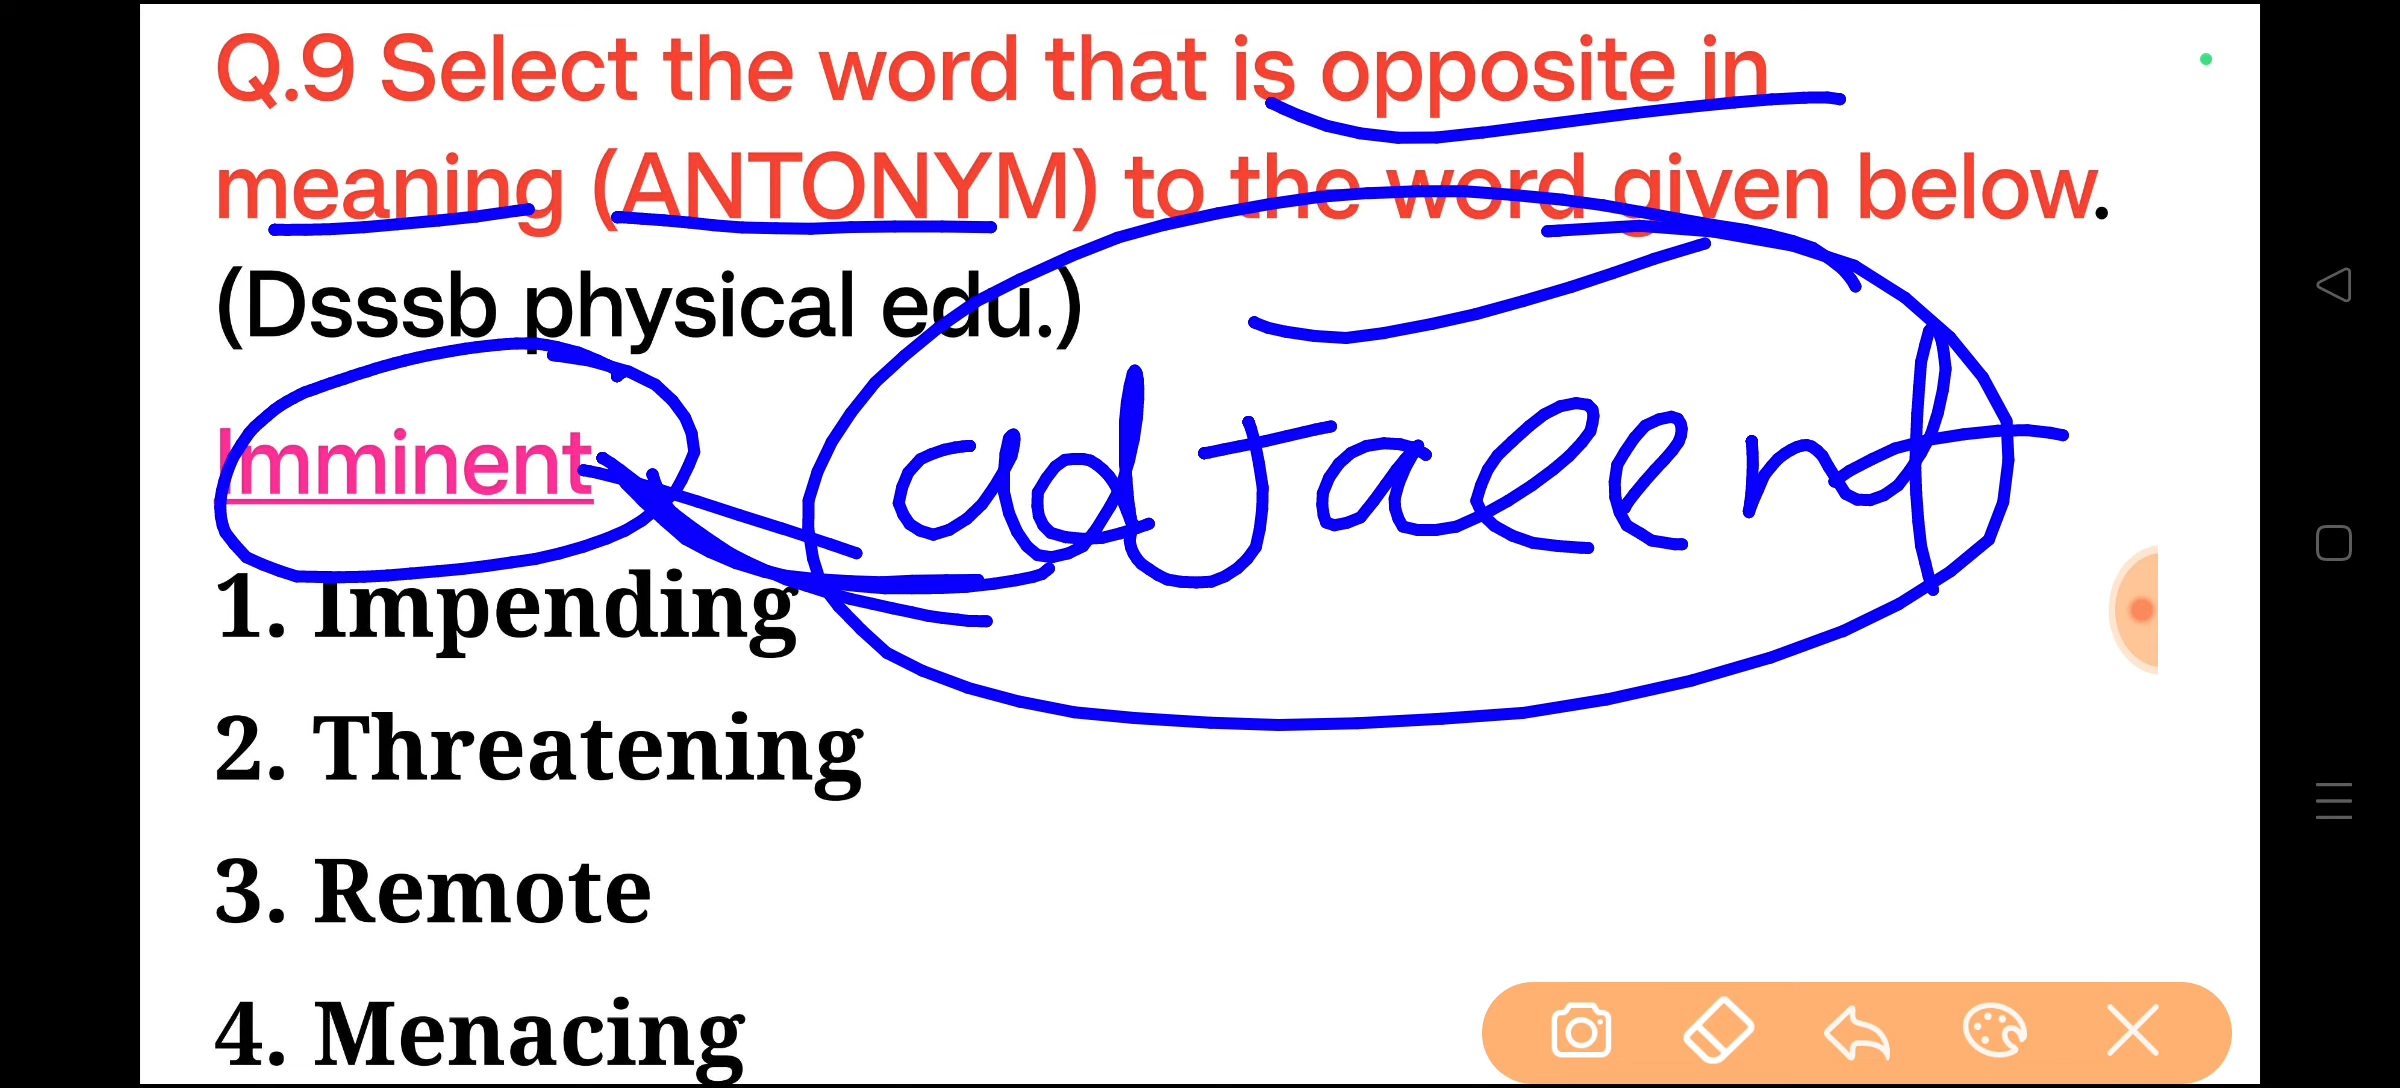 Q.9 Select the word that is opposite in
meaning (ANTONYM) to the word given below.
(Dsssb physical edu.)
Imminent
adjacent
1. Impending
2. Threatening
3. Remote
4. Menacing